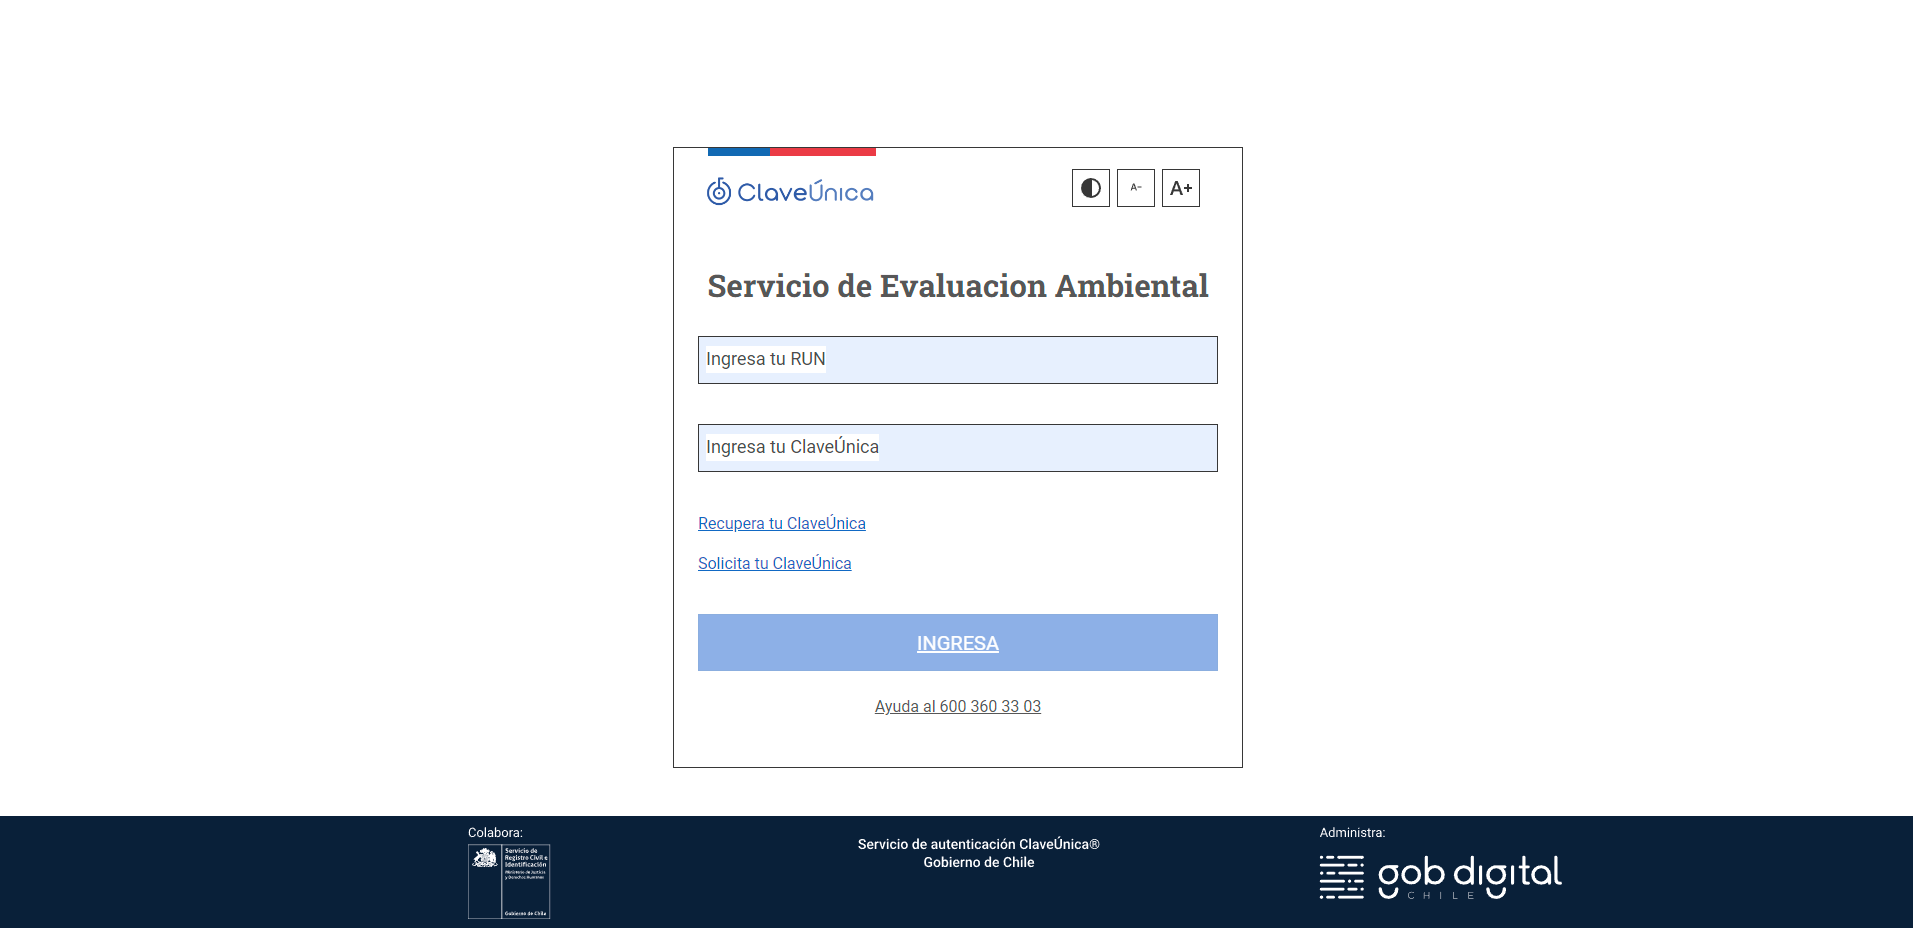 ClaveÚnica
A-
A+
Servicio de Evaluacion Ambiental
Ingresa tu RUN
Ingresa tu ClaveÚnica
Recupera tu ClaveÚnica
Solicita tu ClaveÚnica
INGRESA
Ayuda al 600 360 33 03
Colabora:
Servicio de
Registro Civil e
Identificación
Ministerio de Justicia
y Derechos Humanos
Gobierno de Chile
Servicio de autenticación ClaveÚnica®
Gobierno de Chile
Administra:
gob digital
CHILE